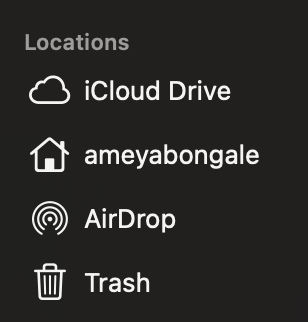 Locations
iCloud Drive
ameyabongale
AirDrop
Trash